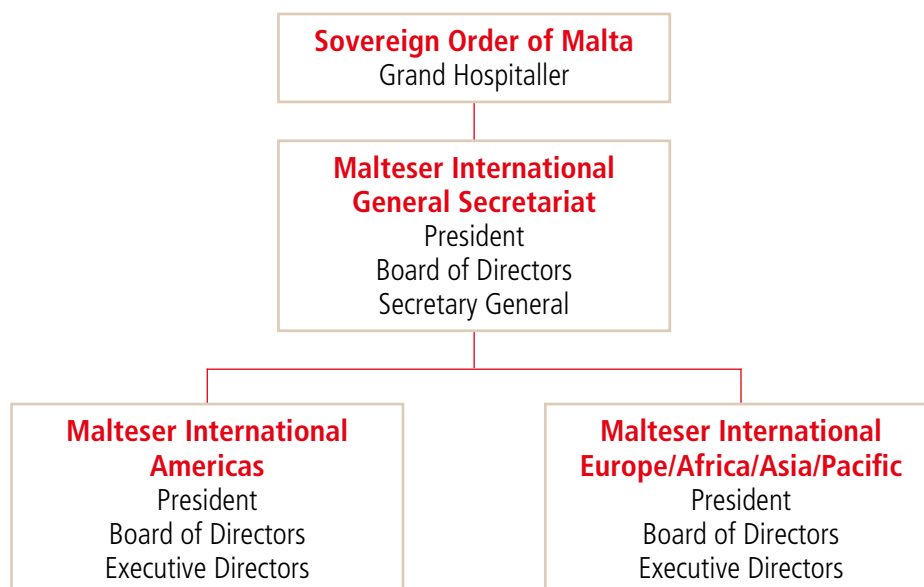 Sovereign Order of Malta
Grand Hospitaller
Malteser International
General Secretariat
President
Board of Directors
Secretary General
Malteser International
Americas
President
Board of Directors
Executive Directors
Malteser International
Europe/Africa/Asia/Pacific
President
Board of Directors
Executive Directors